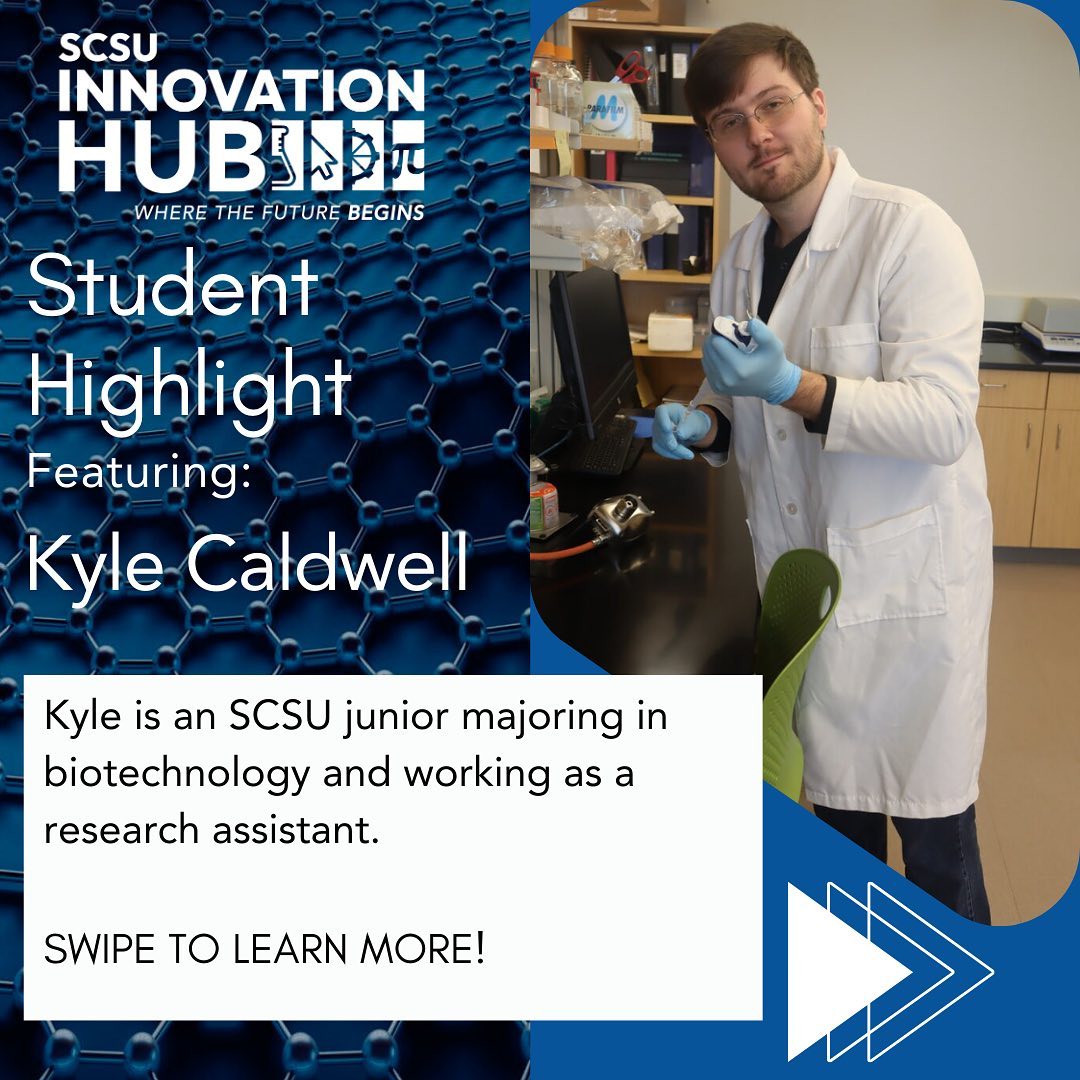 SCSU
INNOVATION
HUB
WHERE THE FUTURE BEGINS
Student
Highlight
Featuring:
Kyle Caldwell
Kyle is an SCSU junior majoring in
biotechnology and working as a
research assistant.
SWIPE TO LEARN MORE!
PARAFILM
M